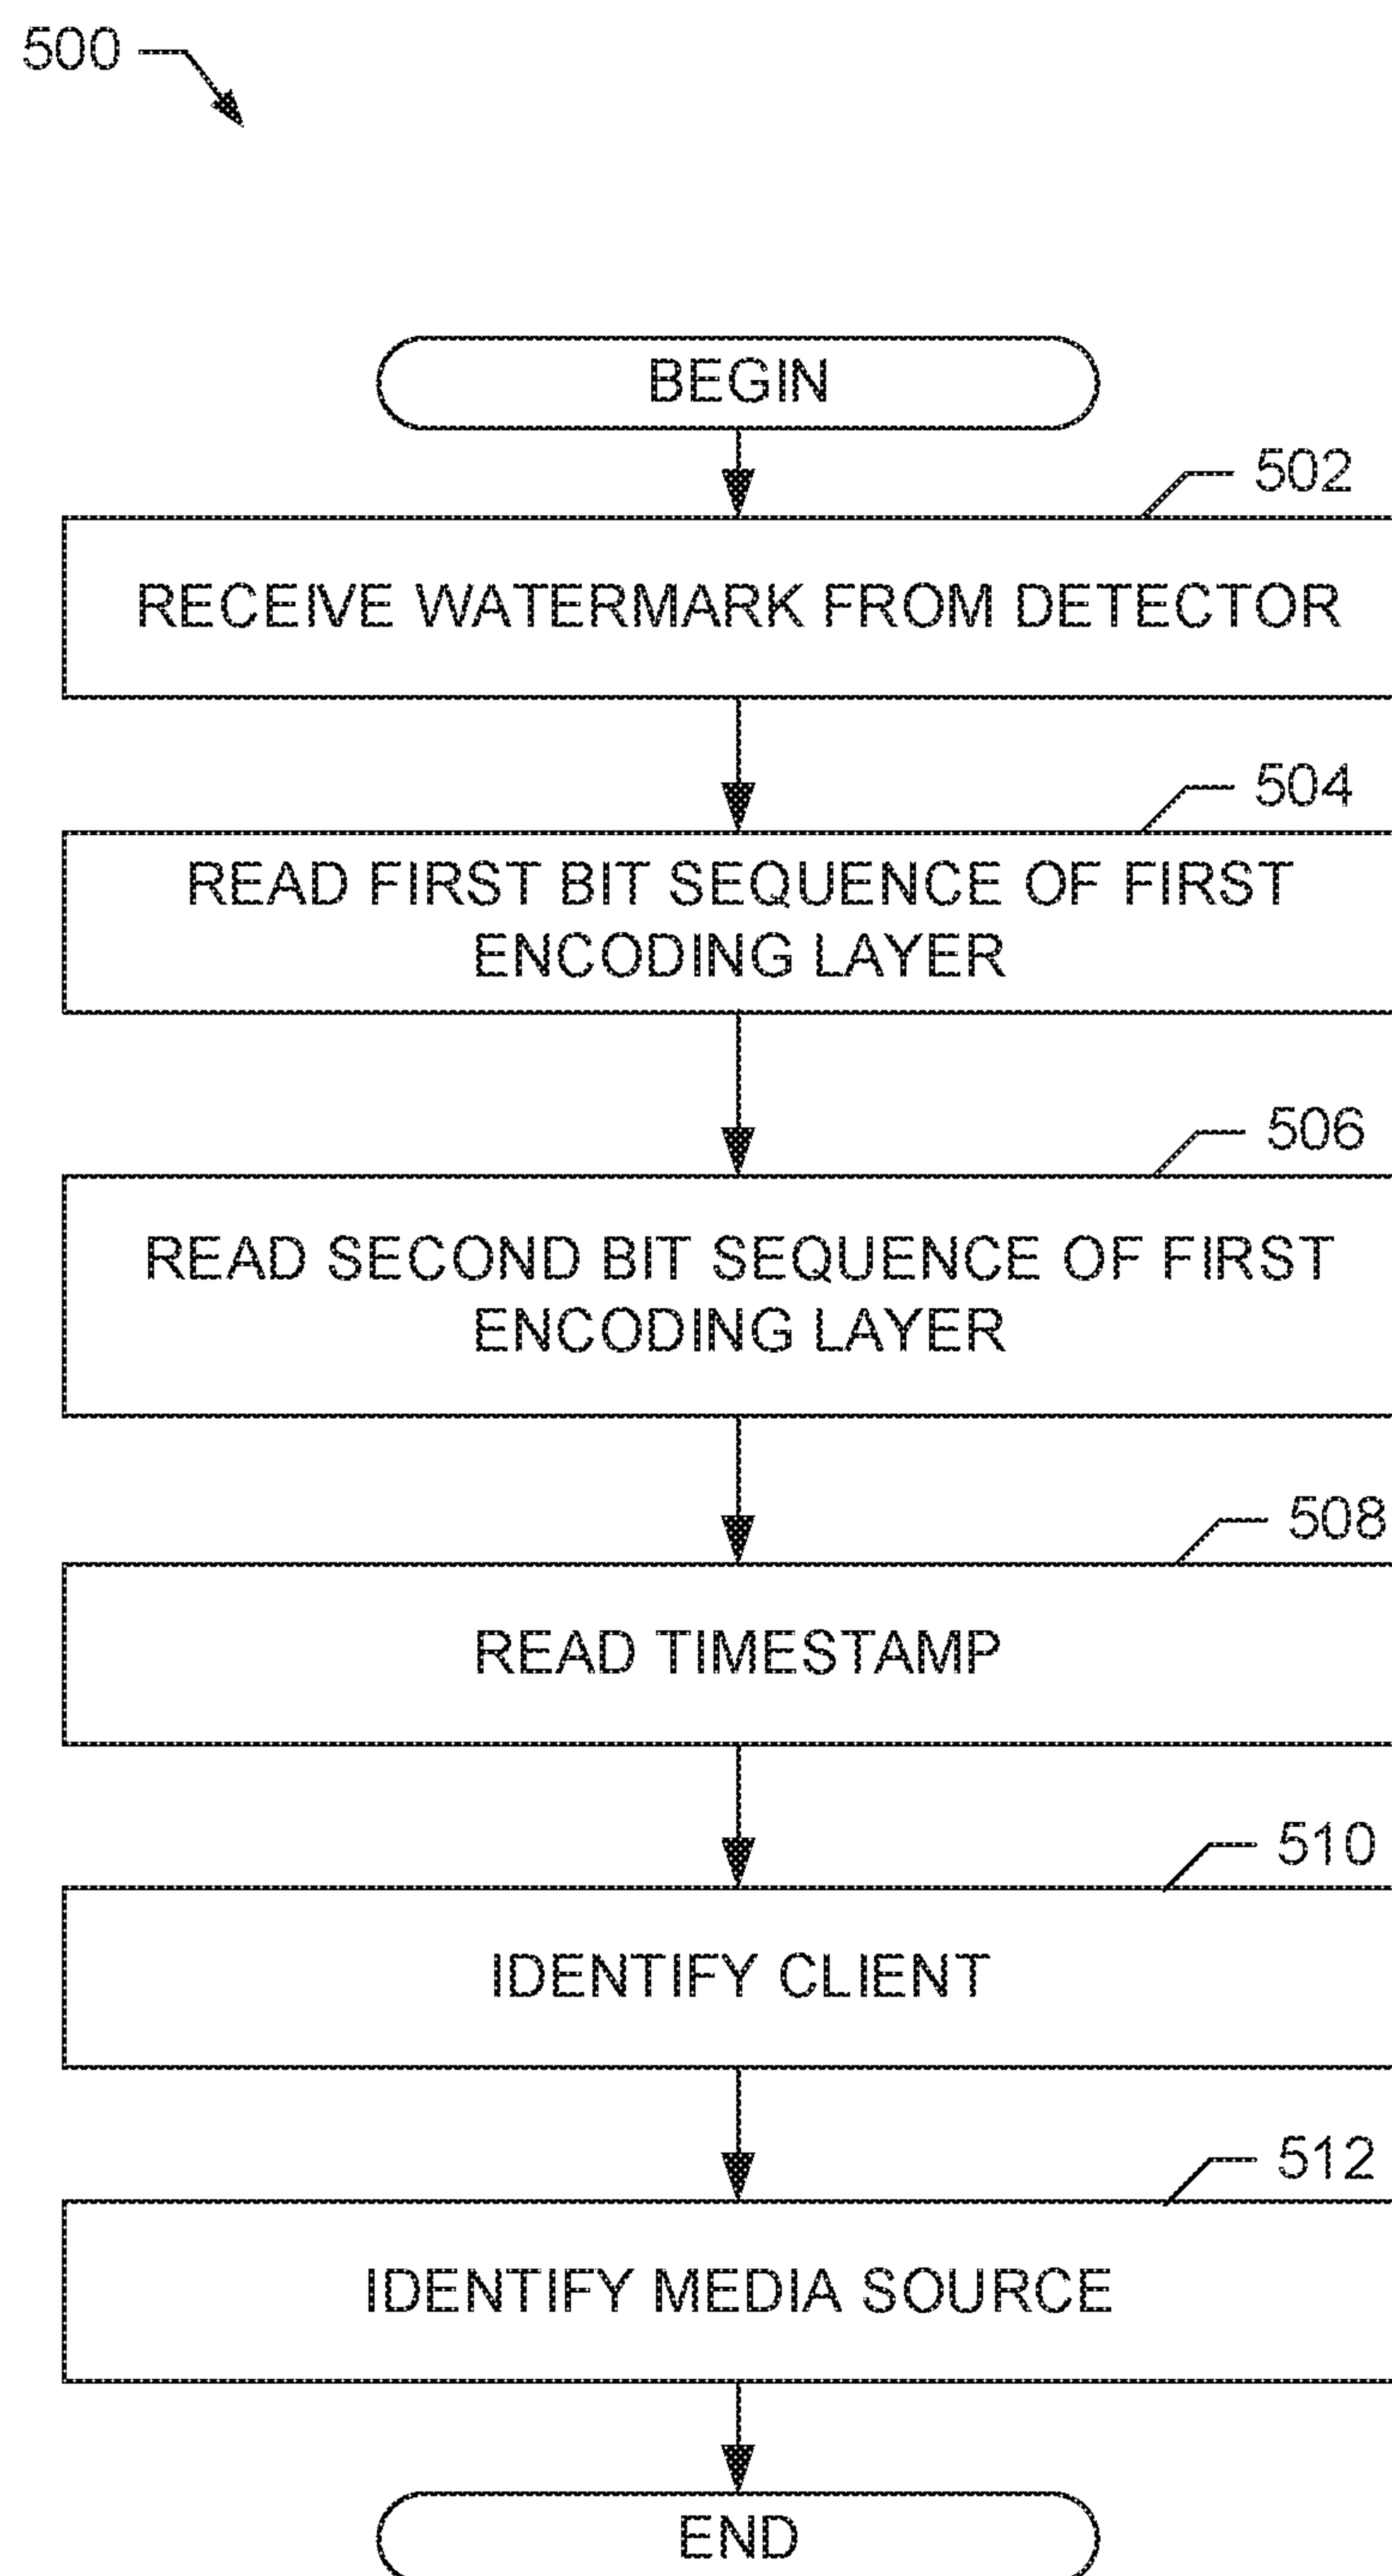 500
BEGIN
502
RECEIVE WATERMARK FROM DETECTOR
504
READ FIRST BIT SEQUENCE OF FIRST
ENCODING LAYER
506
READ SECOND BIT SEQUENCE OF FIRST
ENCODING LAYER
508
READ TIMESTAMP
510
IDENTIFY CLIENT
512
IDENTIFY MEDIA SOURCE
END